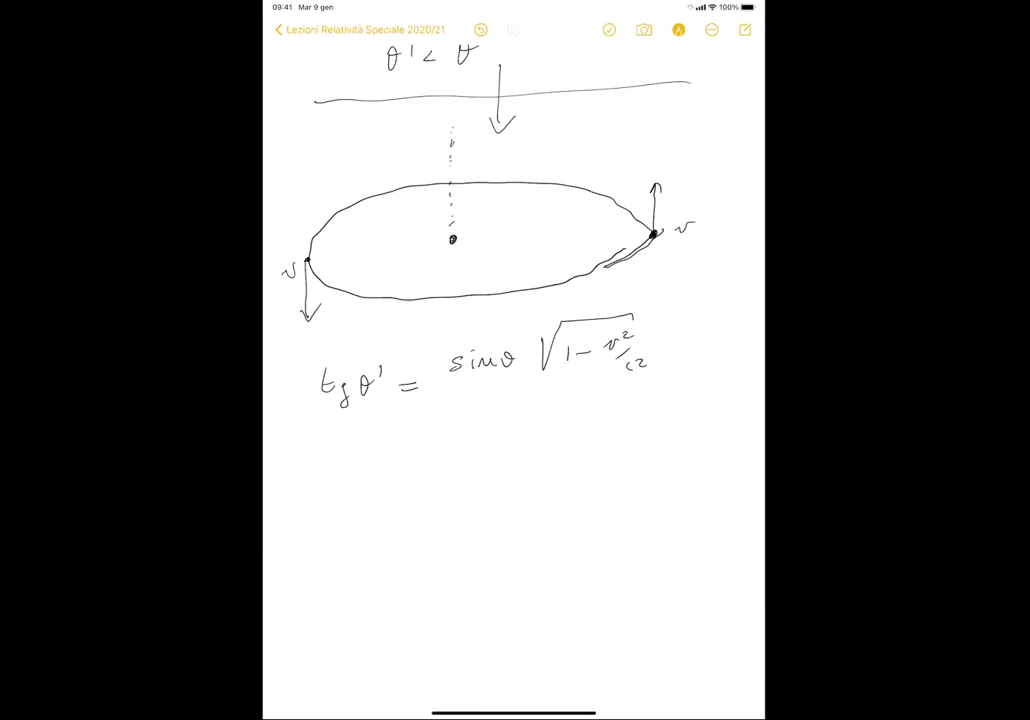 09:41 Mar 9 gen 100%
Lezioni Relatività Speciale 2020/21
θ' < θ
v
v
tg θ' = sin θ √(1 - v²/c²)